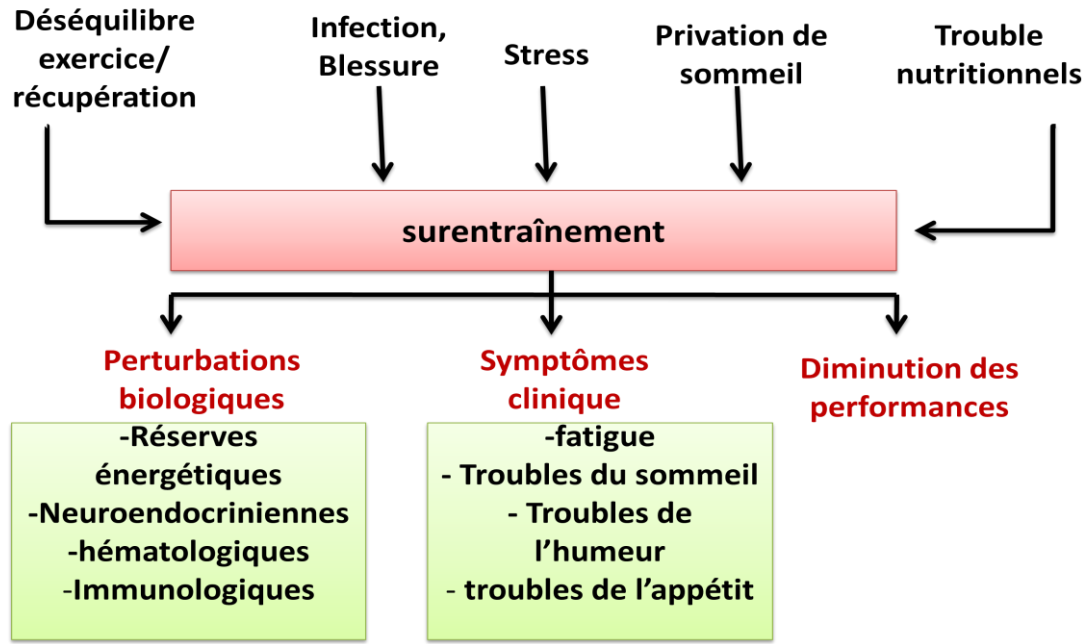 Déséquilibre
exercice/
récupération
Infection,
Blessure
Stress
Privation de
sommeil
Trouble
nutritionnels
surentraînement
Perturbations
biologiques
-Réserves
énergétiques
-Neuroendocriniennes
-hématologiques
-Immunologiques
Symptômes
clinique
-fatigue
- Troubles du sommeil
- Troubles de
l’humeur
- troubles de l’appétit
Diminution des
performances